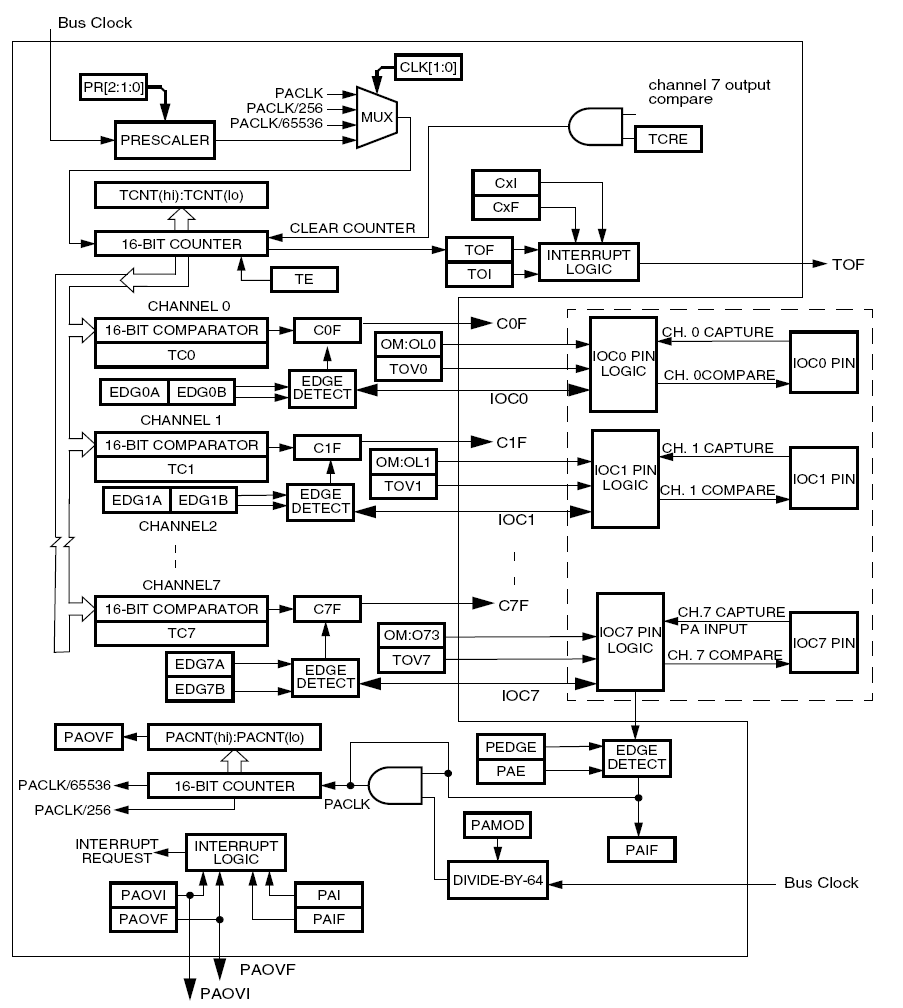 Bus Clock
PR[2:1:0]
CLK[1:0]
channel 7 output
compare
PACLK
PACLK/256
PACLK/65536
MUX
PRESCALER
TCRE
CxI
CxF
TCNT(hi):TCNT(lo)
CLEAR COUNTER
16-BIT COUNTER
TOF
TOI
INTERRUPT
LOGIC
TOF
TE
CHANNEL 0
16-BIT COMPARATOR
TC0
C0F
C0F
OM:OL0
TOV0
EDGE
DETECT
EDG0A
EDG0B
IOC0
IOC0 PIN
LOGIC
CH. 0 CAPTURE
CH. 0COMPARE
IOC0 PIN
CHANNEL 1
16-BIT COMPARATOR
TC1
C1F
C1F
OM:OL1
TOV1
EDGE
DETECT
EDG1A
EDG1B
IOC1
IOC1 PIN
LOGIC
CH. 1 CAPTURE
CH. 1 COMPARE
IOC1 PIN
CHANNEL2
CHANNEL7
16-BIT COMPARATOR
TC7
C7F
C7F
OM:O73
TOV7
EDGE
DETECT
EDG7A
EDG7B
IOC7
IOC7 PIN
LOGIC
CH.7 CAPTURE
PA INPUT
CH. 7 COMPARE
IOC7 PIN
PAOVF
PACNT(hi):PACNT(lo)
PEDGE
PAE
EDGE
DETECT
PACLK/65536
16-BIT COUNTER
PACLK
PACLK/256
PAMOD
PAIF
INTERRUPT
REQUEST
INTERRUPT
LOGIC
DIVIDE-BY-64
Bus Clock
PAOVI
PAOVF
PAI
PAIF
PAOVF
PAOVI